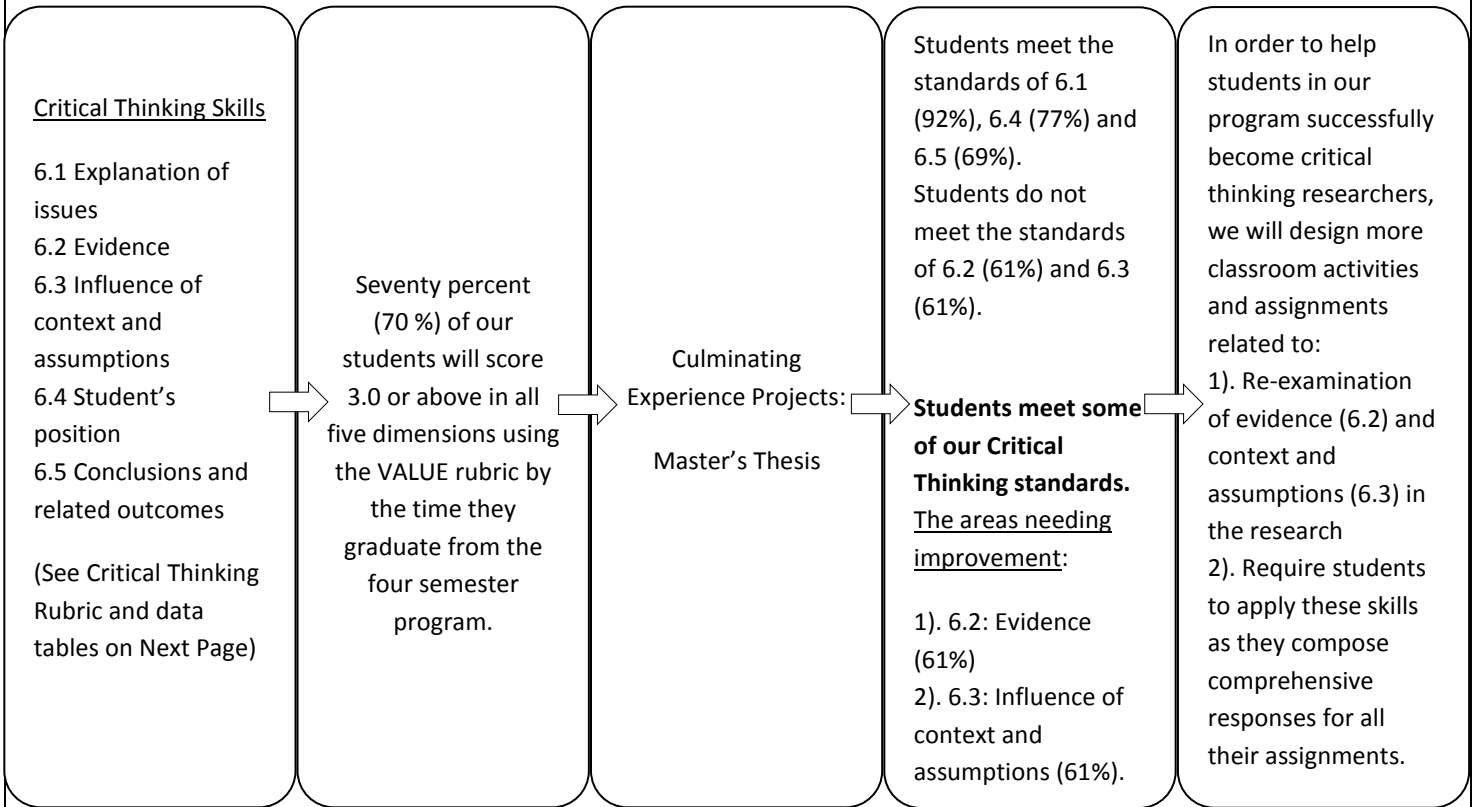 Critical Thinking Skills
6.1 Explanation of
issues
6.2 Evidence
6.3 Influence of
context and
assumptions
6.4 Student’s
position
6.5 Conclusions and
related outcomes
(See Critical Thinking
Rubric and data
tables on Next Page)
Seventy percent
(70 %) of our
students will score
3.0 or above in all
five dimensions using
the VALUE rubric by
the time they
graduate from the
four semester
program.
Culminating
Experience Projects:
Master’s Thesis
Students meet the
standards of 6.1
(92%), 6.4 (77%) and
6.5 (69%).
Students do not
meet the standards
of 6.2 (61%) and 6.3
(61%).
Students meet some
of our Critical
Thinking standards.
The areas needing
improvement:
1). 6.2: Evidence
(61%)
2). 6.3: Influence of
context and
assumptions (61%).
In order to help
students in our
program successfully
become critical
thinking researchers,
we will design more
classroom activities
and assignments
related to:
1). Re-examination
of evidence (6.2) and
context and
assumptions (6.3) in
the research
2). Require students
to apply these skills
as they compose
comprehensive
responses for all
their assignments.